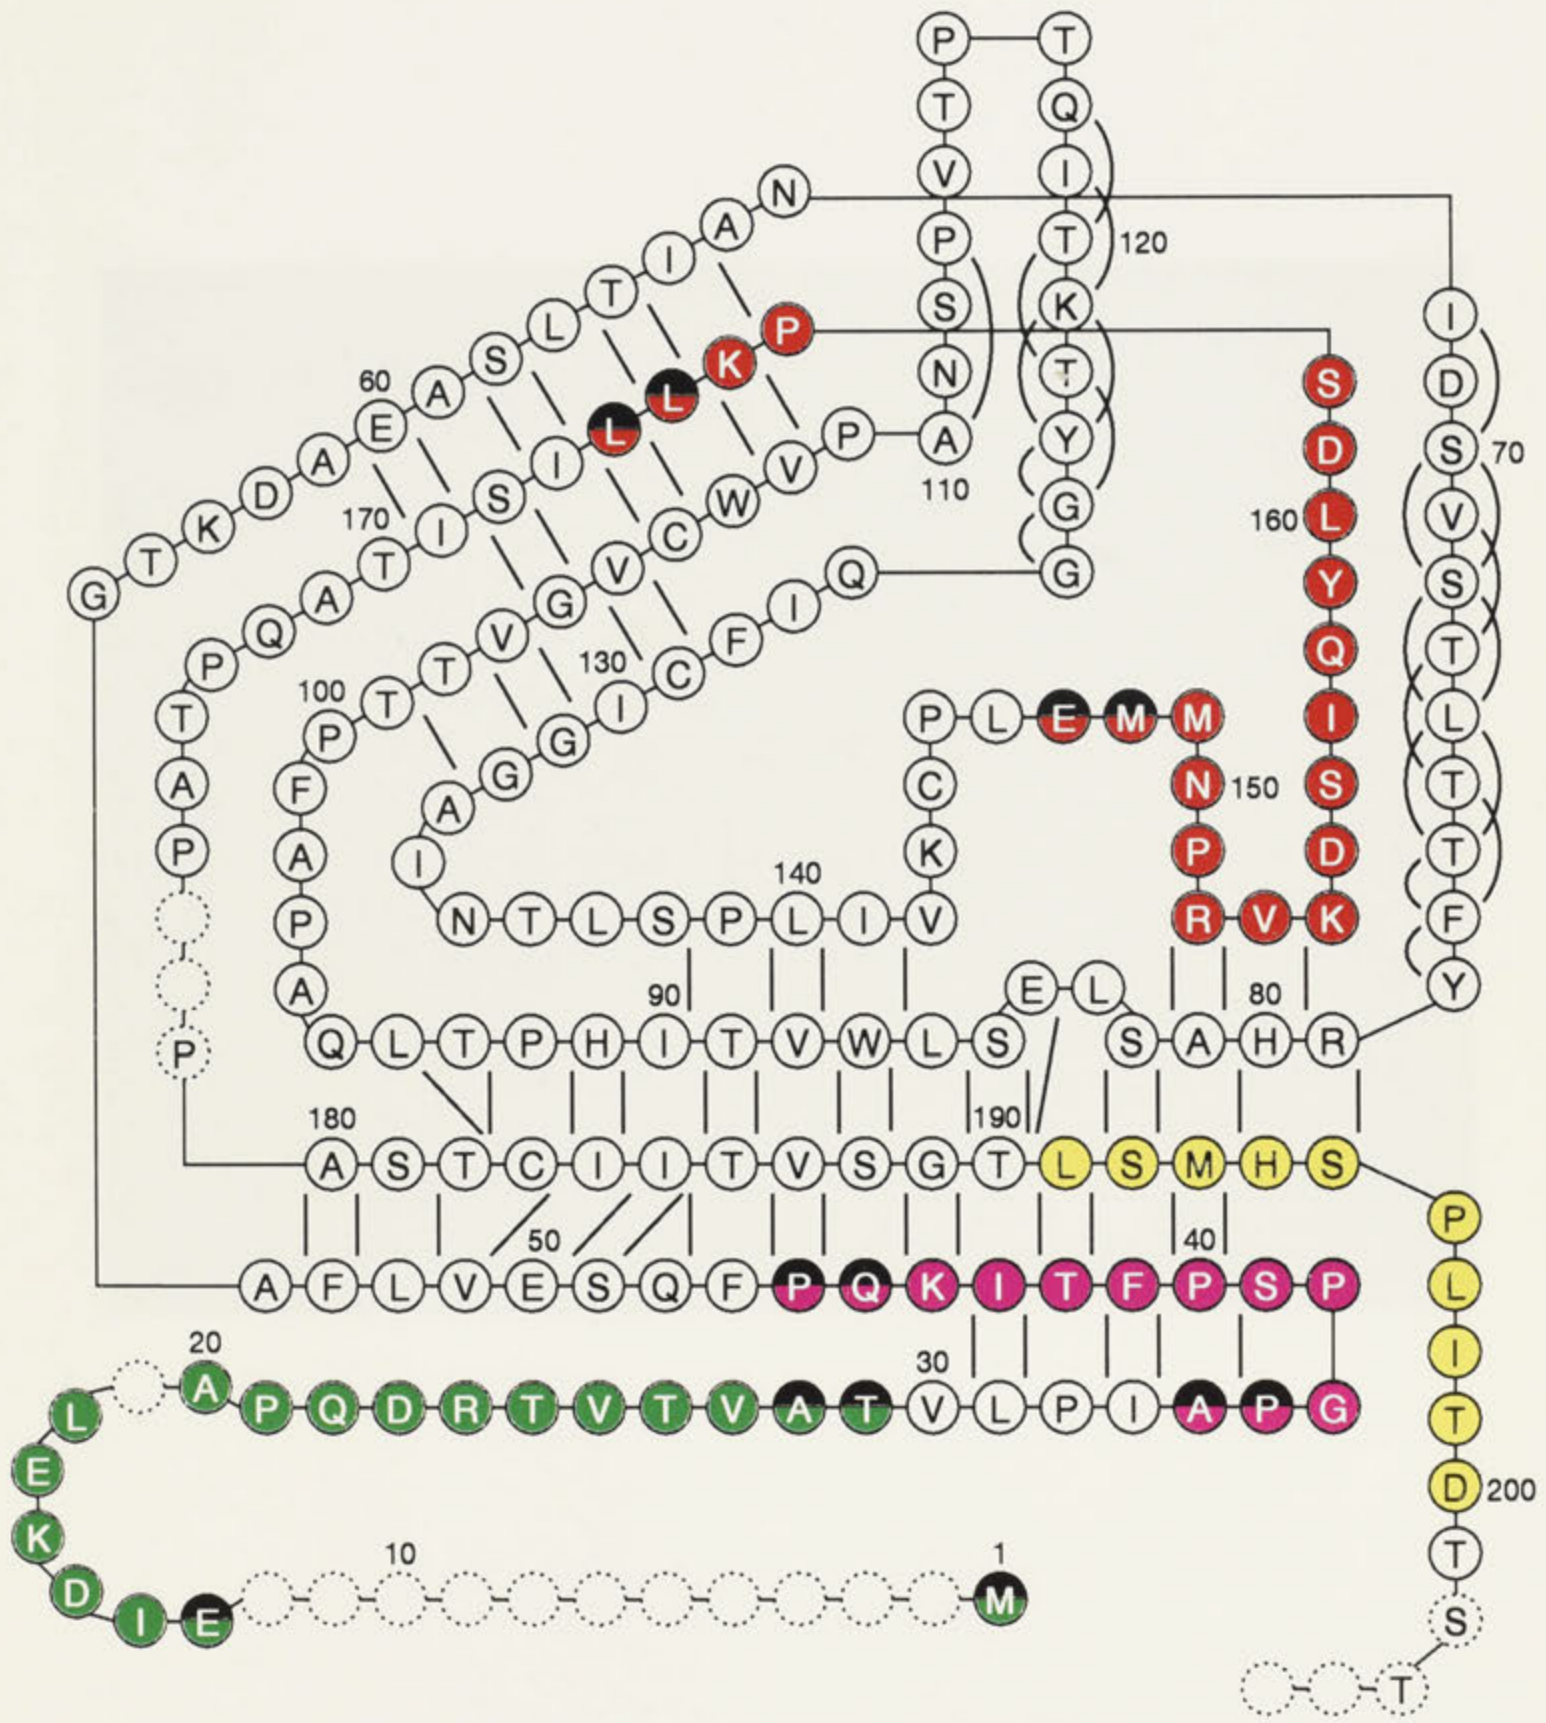 P T
T Q
V I
N
A
P T 120
I
T
S K I
L P S
S K N T D
60 A L
E L P A Y D S 70
A I V 110
D S W G L V
K 170 I C 160
T T V Q G Y S
G A G I
Q V F Q T
P T 130 C
T 100 T I P L E M M I L
P G
A F G C N 150 S T
A
P A I 140 K P D T
P N T L S P L I V R V K F
A 90 E L 80 Y
P Q L T P H I T V W L S S A H R
180 190
A S T C I I T V S G T L S M H S
P
50 40
A F L V E S Q F P Q K I T F P S P L
20 30 I
L A P Q D R T V T V A T V L P I A P G T
E D 200
K 10 1 T
D I E M S
T